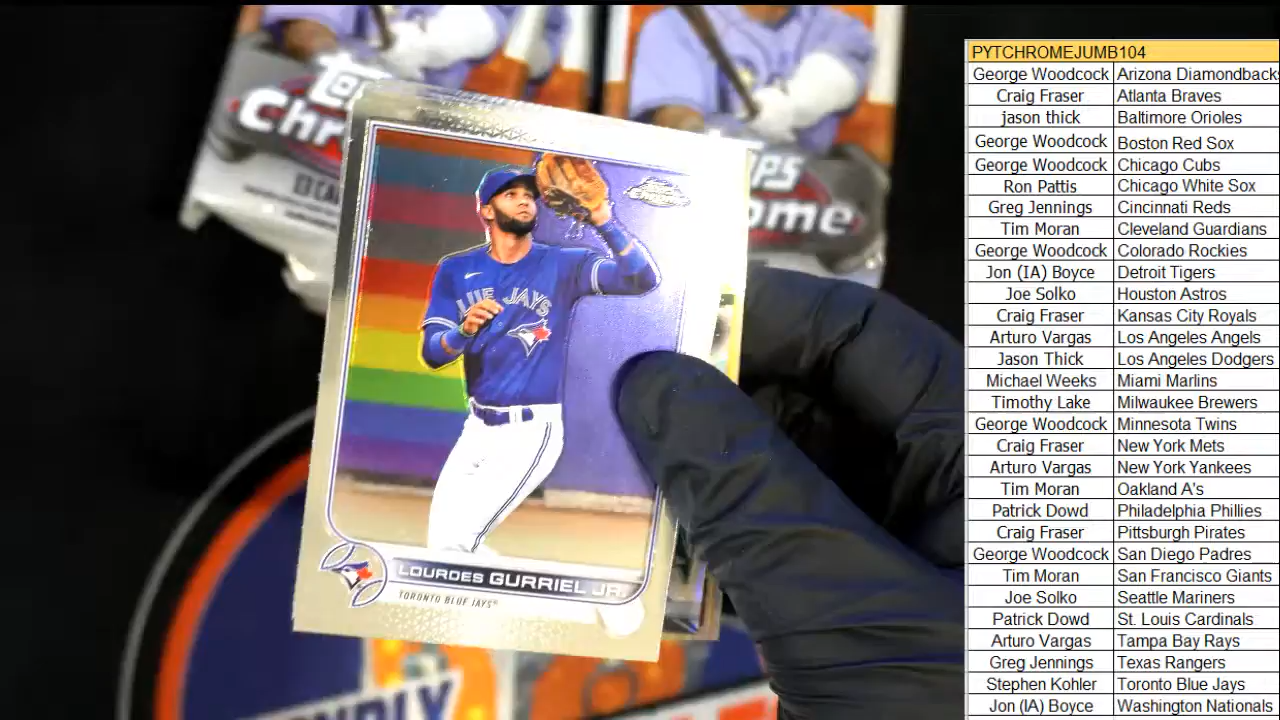 Topps
Chrome
BLUE JAYS
LOURDES GURRIEL JR.
TORONTO BLUE JAYS®
PYTCHROMEJUMB104
George Woodcock Arizona Diamondback
Craig Fraser Atlanta Braves
jason thick Baltimore Orioles
George Woodcock Boston Red Sox
George Woodcock Chicago Cubs
Ron Pattis Chicago White Sox
Greg Jennings Cincinnati Reds
Tim Moran Cleveland Guardians
George Woodcock Colorado Rockies
Jon (IA) Boyce Detroit Tigers
Joe Solko Houston Astros
Craig Fraser Kansas City Royals
Arturo Vargas Los Angeles Angels
Jason Thick Los Angeles Dodgers
Michael Weeks Miami Marlins
Timothy Lake Milwaukee Brewers
George Woodcock Minnesota Twins
Craig Fraser New York Mets
Arturo Vargas New York Yankees
Tim Moran Oakland A's
Patrick Dowd Philadelphia Phillies
Craig Fraser Pittsburgh Pirates
George Woodcock San Diego Padres
Tim Moran San Francisco Giants
Joe Solko Seattle Mariners
Patrick Dowd St. Louis Cardinals
Arturo Vargas Tampa Bay Rays
Greg Jennings Texas Rangers
Stephen Kohler Toronto Blue Jays
Jon (IA) Boyce Washington Nationals